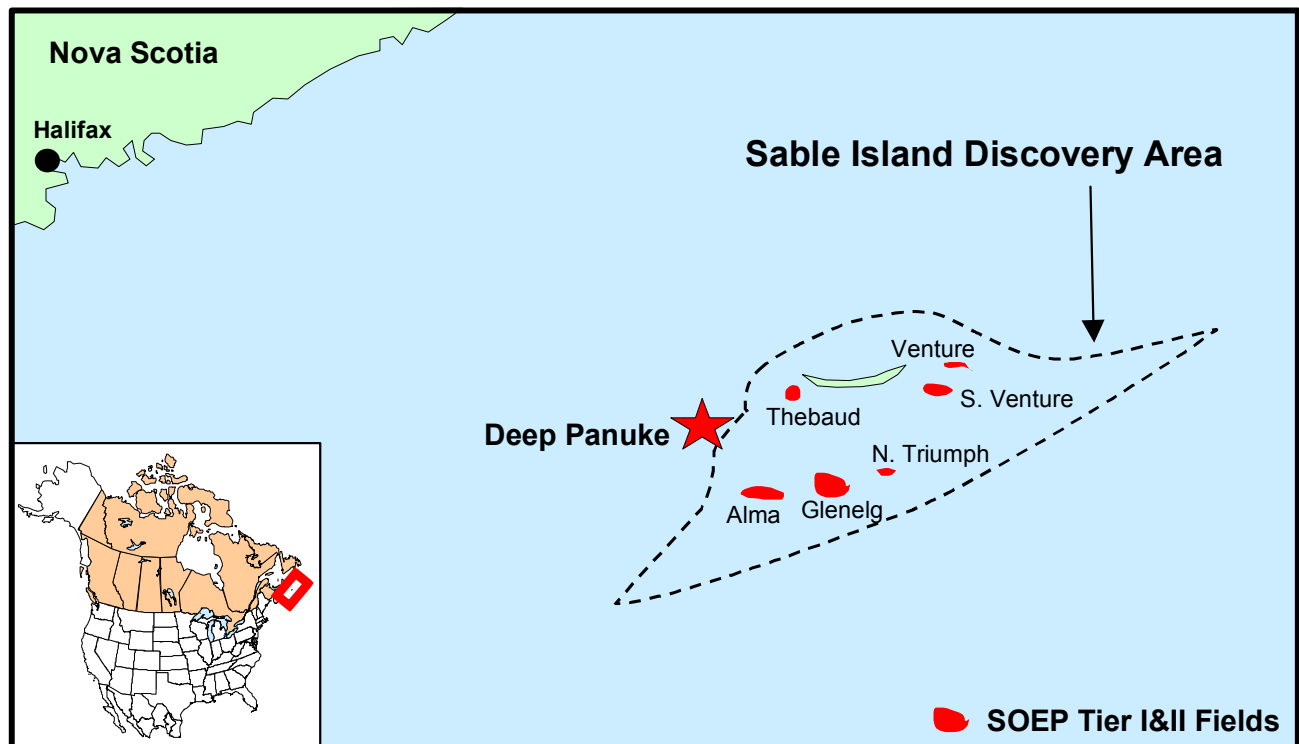 Nova Scotia
Halifax
Sable Island Discovery Area
Venture
S. Venture
Thebaud
Deep Panuke
N. Triumph
Alma
Glenelg
SOEP Tier I&II Fields